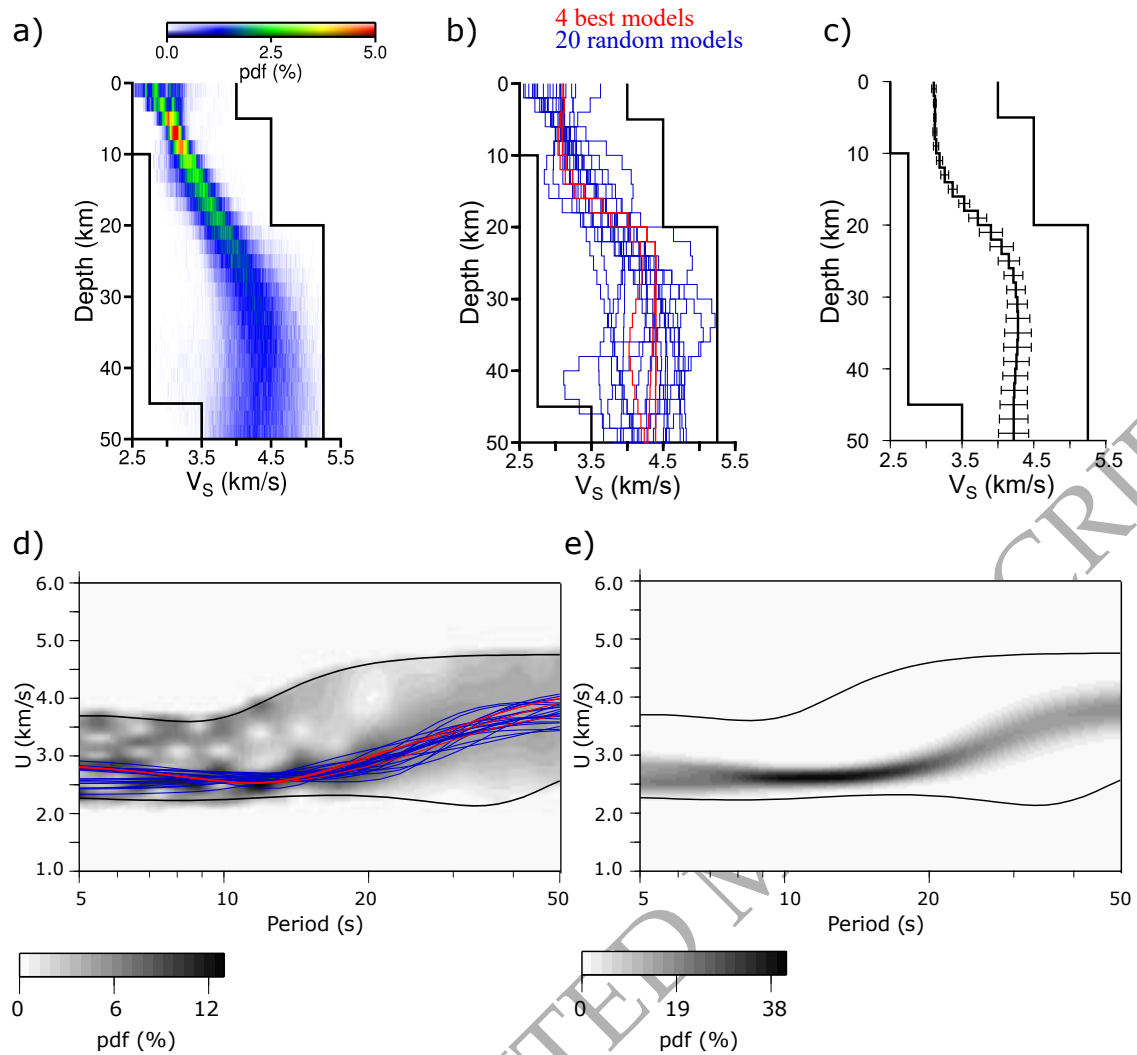 a)
0.0 2.5 5.0
pdf (%)
0
10
20
30
40
50
Depth (km)
2.5 3.5 4.5 5.5
V_S (km/s)
b)
4 best models
20 random models
0
10
20
30
40
50
Depth (km)
2.5 3.5 4.5 5.5
V_S (km/s)
c)
0
10
20
30
40
50
Depth (km)
2.5 3.5 4.5 5.5
V_S (km/s)
d)
6.0
5.0
4.0
3.0
2.0
1.0
U (km/s)
5 10 20 50
Period (s)
0 6 12
pdf (%)
e)
6.0
5.0
4.0
3.0
2.0
1.0
U (km/s)
5 10 20 50
Period (s)
0 19 38
pdf (%)